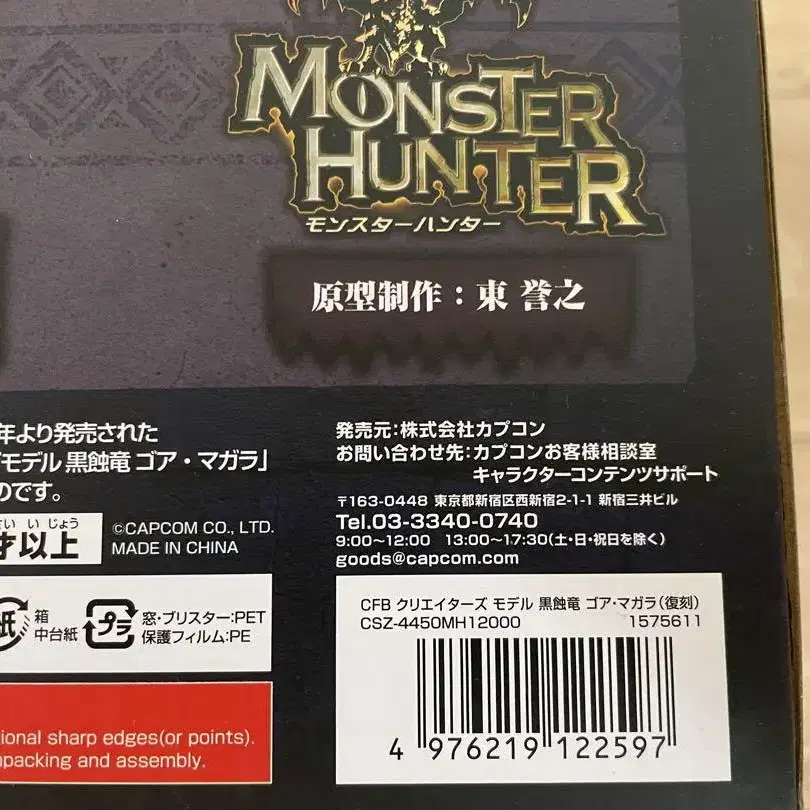 MONSTER
HUNTER
モンスターハンター
原型制作：東 誉之
年より発売された
モデル 黒蝕竜 ゴア・マガラ」
のです。
いじょう
才以上
©CAPCOM CO., LTD.
MADE IN CHINA
紙
箱
中台紙
プラ
窓・ブリスター:PET
保護フィルム:PE
ional sharp edges(or points).
packing and assembly.
発売元:株式会社カプコン
お問い合わせ先:カプコンお客様相談室
キャラクターコンテンツサポート
〒163-0448 東京都新宿区西新宿2-1-1 新宿三井ビル
Tel.03-3340-0740
9:00~12:00 13:00~17:30(土・日・祝日を除く)
goods@capcom.com
CFB クリエイターズ モデル 黒蝕竜 ゴア・マガラ(復刻)
CSZ-4450MH12000 1575611
4 976219 122597